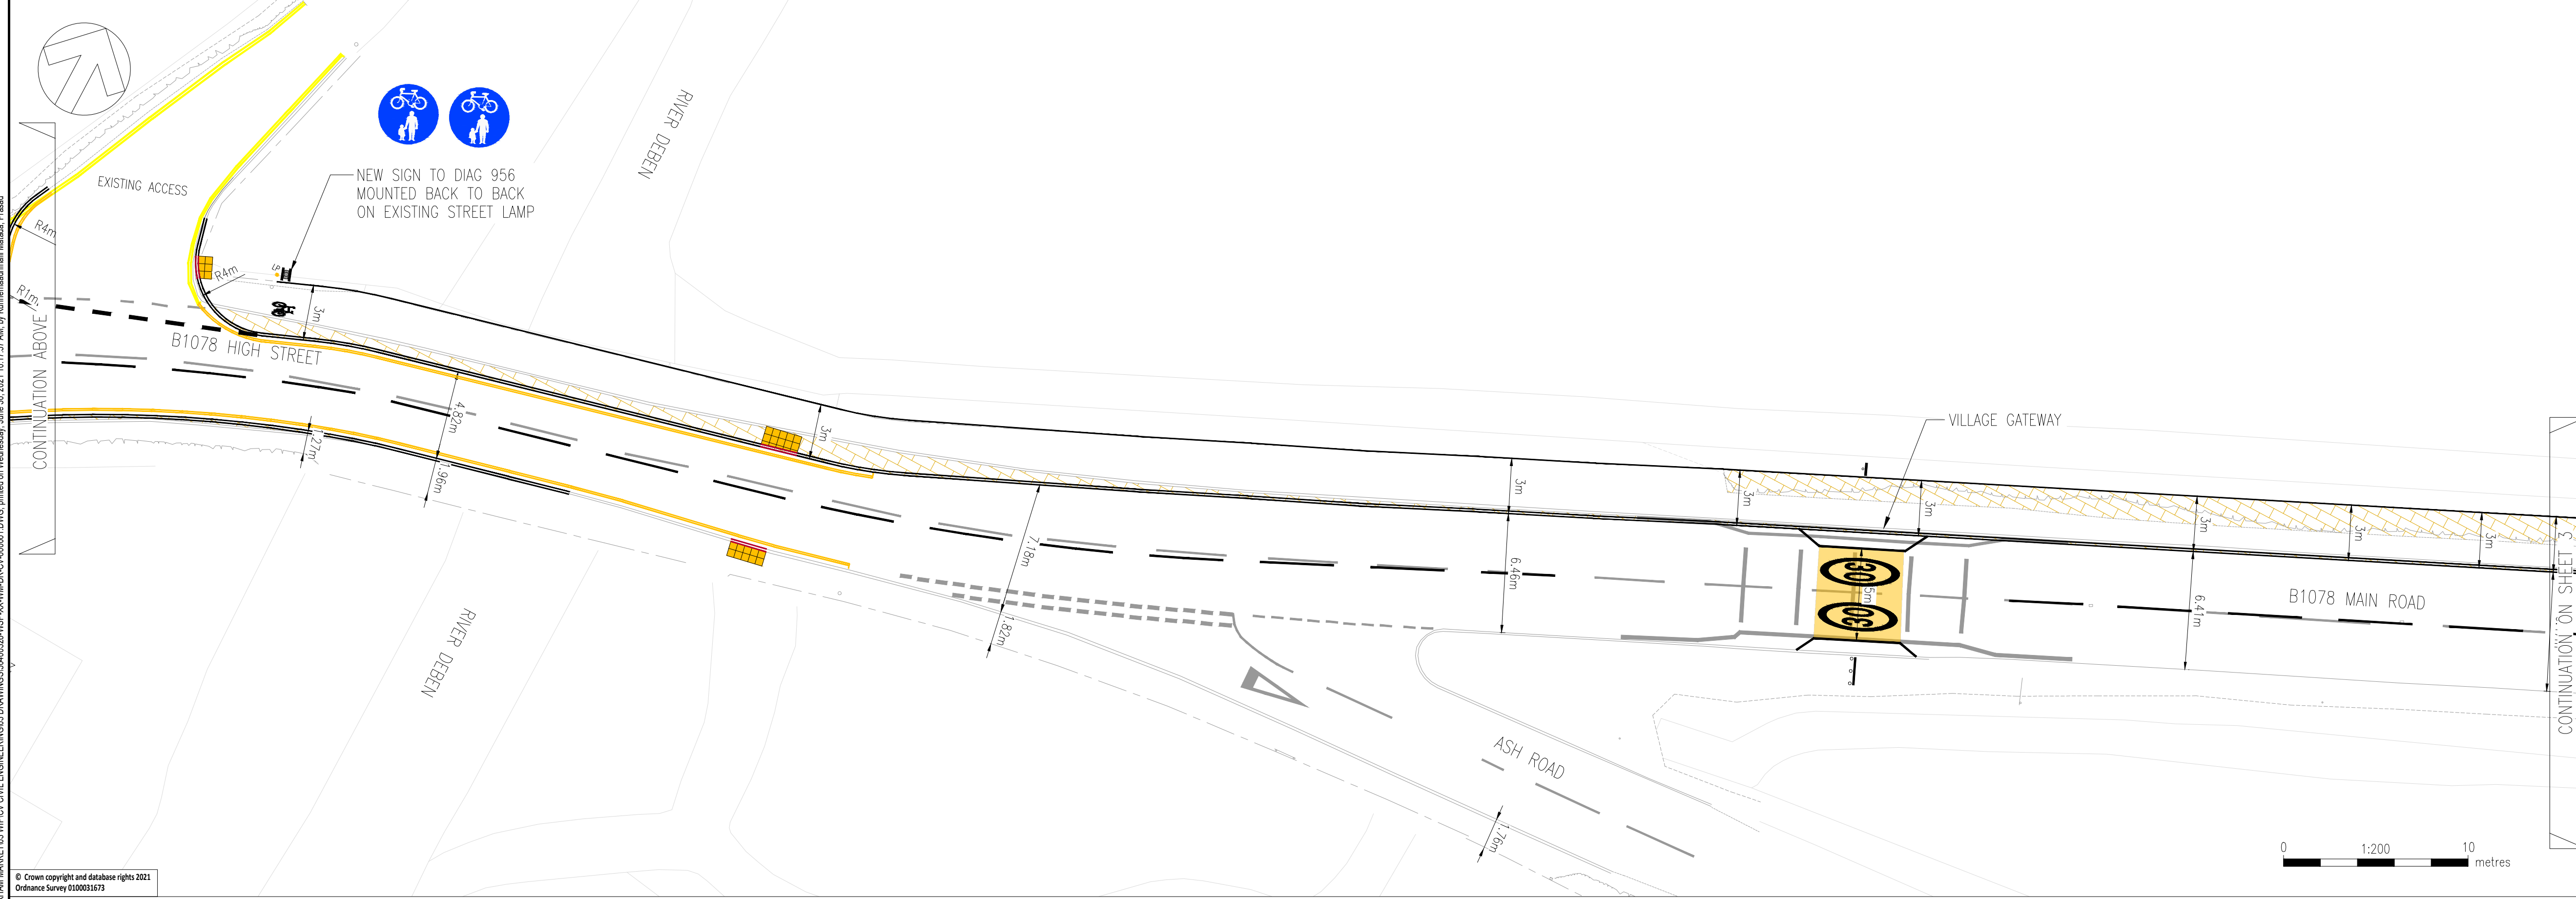 EXISTING ACCESS
R4m
R1m
R4m
NEW SIGN TO DIAG 956
MOUNTED BACK TO BACK
ON EXISTING STREET LAMP
LP
RIVER DEBEN
3m
B1078 HIGH STREET
CONTINUATION ABOVE
1.27m
4.82m
1.96m
3m
RIVER DEBEN
7.18m
1.82m
3m
6.46m
ASH ROAD
1.76m
VILLAGE GATEWAY
3m
3m
30
30
5m
3m
6.41m
3m
3m
B1078 MAIN ROAD
CONTINUATION ON SHEET 3
0 1:200 10
metres
© Crown copyright and database rights 2021
Ordnance Survey 0100031673